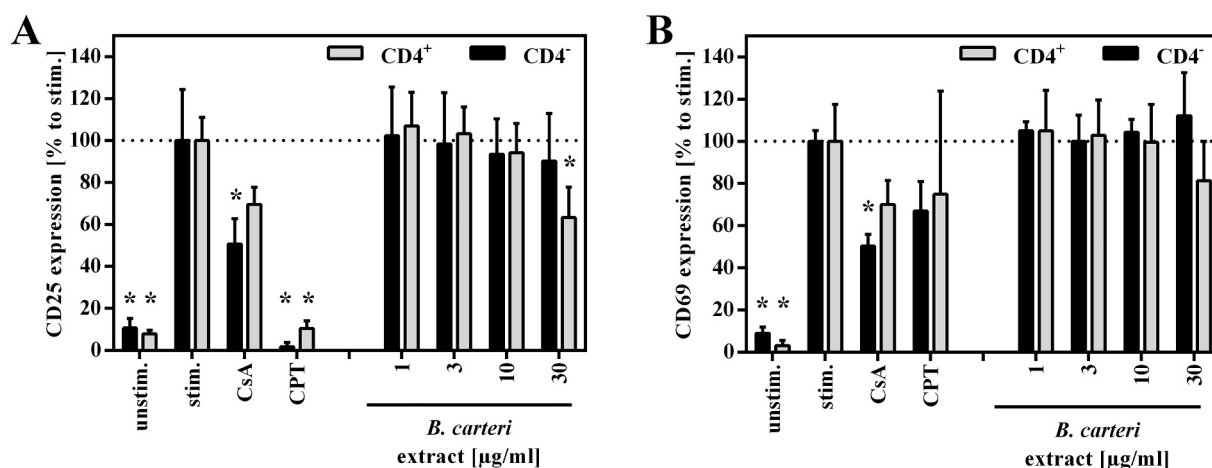 A
CD25 expression [% to stim.]
140
120
100
80
60
40
20
0
CD4⁺
CD4⁻
* *
*
* *
*
unstim.
stim.
CsA
CPT
1
3
10
30
B. carteri
extract [µg/ml]
B
CD69 expression [% to stim.]
140
120
100
80
60
40
20
0
CD4⁺
CD4⁻
* *
*
unstim.
stim.
CsA
CPT
1
3
10
30
B. carteri
extract [µg/ml]